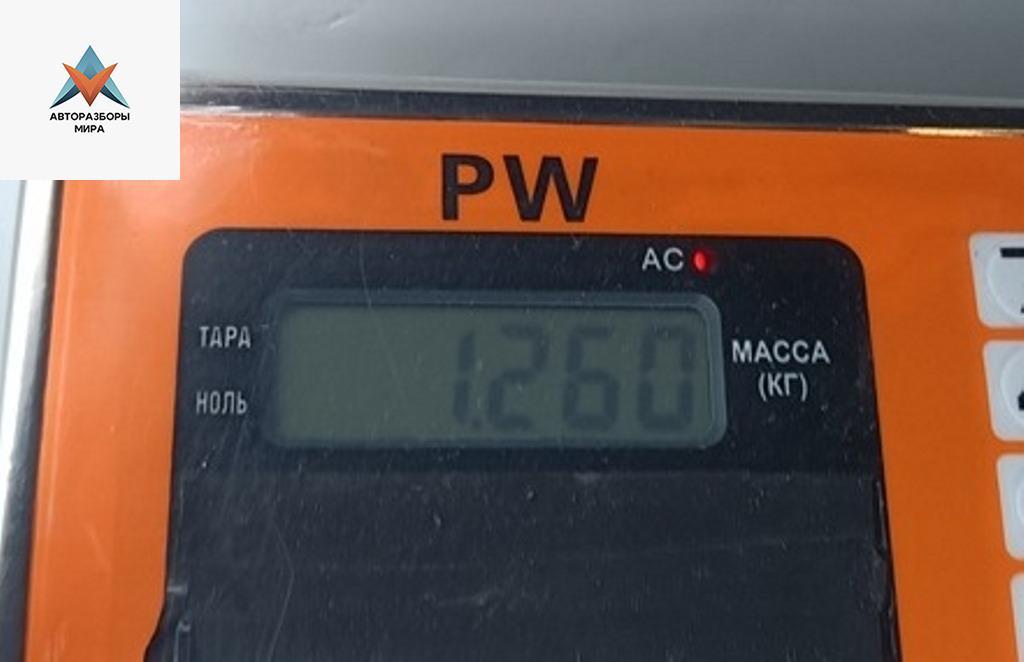 АВТОРАЗБОРЫ
МИРА
PW
AC
ТАРА
1.260
МАССА
(КГ)
НОЛЬ